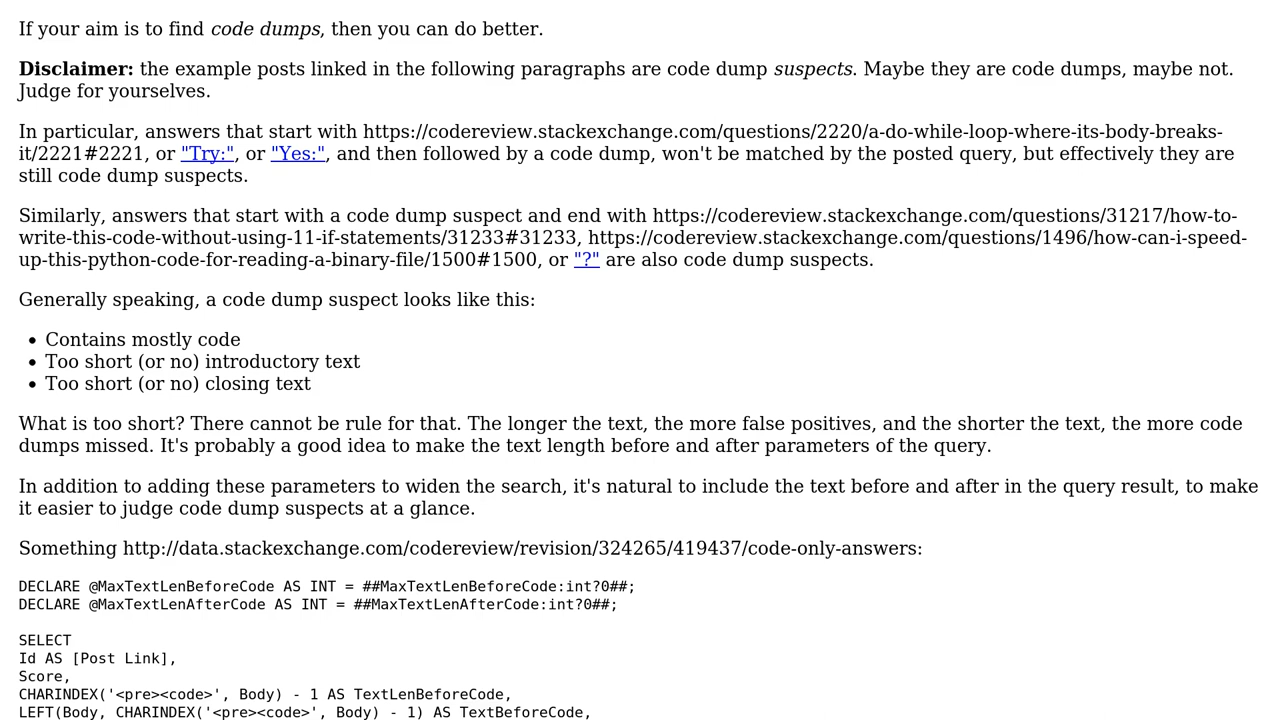 If your aim is to find code dumps, then you can do better.
Disclaimer: the example posts linked in the following paragraphs are code dump suspects. Maybe they are code dumps, maybe not.
Judge for yourselves.
In particular, answers that start with https://codereview.stackexchange.com/questions/2220/a-do-while-loop-where-its-body-breaks-
it/2221#2221, or "Try:", or "Yes:", and then followed by a code dump, won't be matched by the posted query, but effectively they are
still code dump suspects.
Similarly, answers that start with a code dump suspect and end with https://codereview.stackexchange.com/questions/31217/how-to-
write-this-code-without-using-11-if-statements/31233#31233, https://codereview.stackexchange.com/questions/1496/how-can-i-speed-
up-this-python-code-for-reading-a-binary-file/1500#1500, or "?" are also code dump suspects.
Generally speaking, a code dump suspect looks like this:
• Contains mostly code
• Too short (or no) introductory text
• Too short (or no) closing text
What is too short? There cannot be rule for that. The longer the text, the more false positives, and the shorter the text, the more code
dumps missed. It's probably a good idea to make the text length before and after parameters of the query.
In addition to adding these parameters to widen the search, it's natural to include the text before and after in the query result, to make
it easier to judge code dump suspects at a glance.
Something http://data.stackexchange.com/codereview/revision/324265/419437/code-only-answers:
DECLARE @MaxTextLenBeforeCode AS INT = ##MaxTextLenBeforeCode:int?0##;
DECLARE @MaxTextLenAfterCode AS INT = ##MaxTextLenAfterCode:int?0##;
SELECT
Id AS [Post Link],
Score,
CHARINDEX('<pre><code>', Body) - 1 AS TextLenBeforeCode,
LEFT(Body, CHARINDEX('<pre><code>', Body) - 1) AS TextBeforeCode,